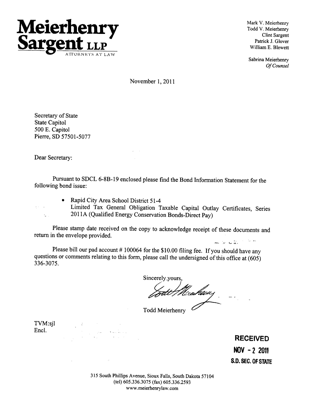 Meierhenry
Sargent LLP
ATTORNEYS AT LAW
Mark V. Meierhenry
Todd V. Meierhenry
Clint Sargent
Patrick J. Glover
William E. Blewett
Sabrina Meierhenry
Of Counsel
November 1, 2011
Secretary of State
State Capitol
500 E. Capitol
Pierre, SD 57501-5077
Dear Secretary:
Pursuant to SDCL 6-8B-19 enclosed please find the Bond Information Statement for the
following bond issue:
• Rapid City Area School District 51-4
Limited Tax General Obligation Taxable Capital Outlay Certificates, Series
2011A (Qualified Energy Conservation Bonds-Direct Pay)
Please stamp date received on the copy to acknowledge receipt of these documents and
return in the envelope provided.
Please bill our pad account # 100064 for the $10.00 filing fee. If you should have any
questions or comments relating to this form, please call the undersigned of this office at (605)
336-3075.
Sincerely yours,
Todd Meierhenry
TVM:sjl
Encl.
RECEIVED
NOV - 2 2011
S.D. SEC. OF STATE
315 South Phillips Avenue, Sioux Falls, South Dakota 57104
(tel) 605.336.3075 (fax) 605.336.2593
www.meierhenrylaw.com